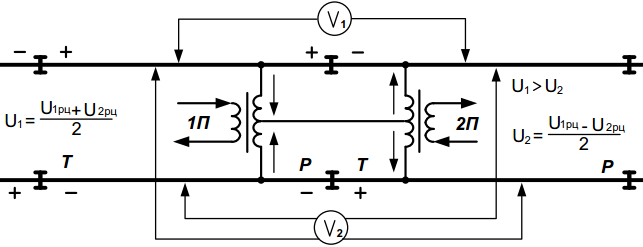 V₁
− + + −
U₁ > U₂
U₁ = U₁рц + U₂рц / 2
1П 2П
U₂ = U₁рц - U₂рц / 2
Т Р Т Р
+ − − +
V₂